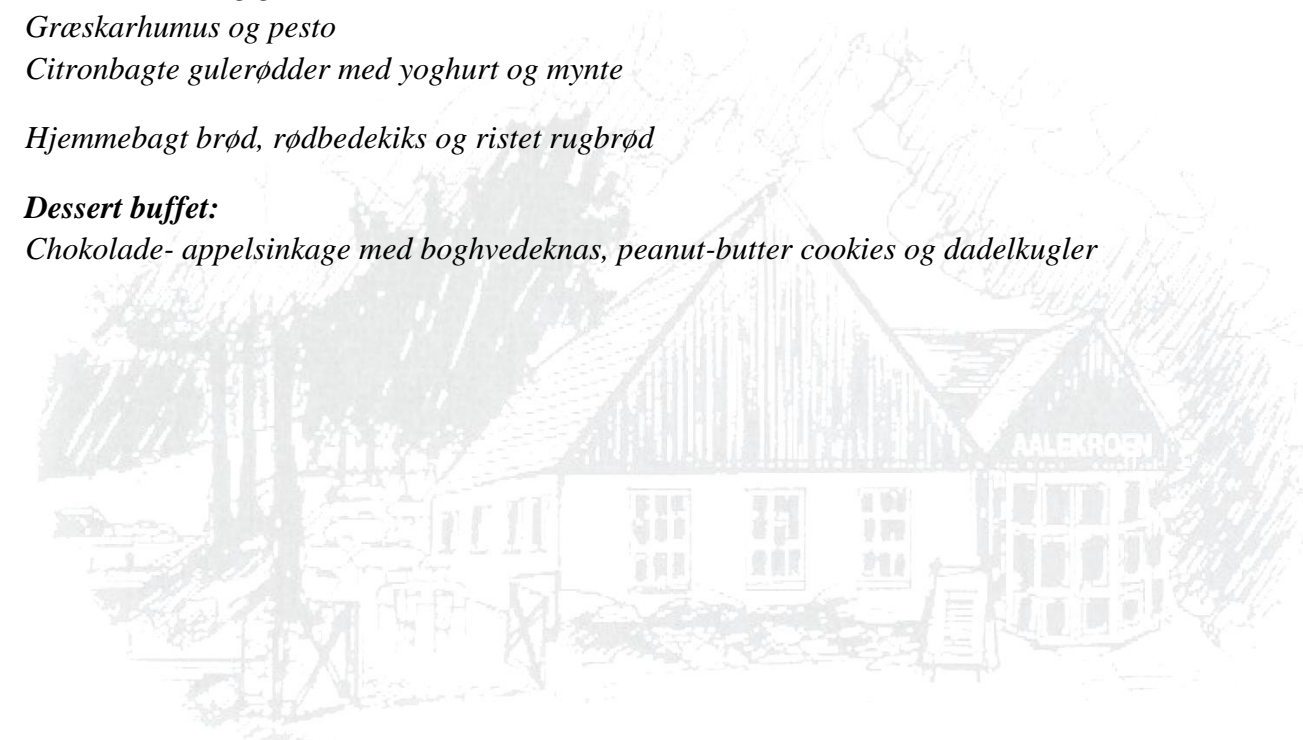 Græskarhumus og pesto
Citronbagte gulerødder med yoghurt og mynte
Hjemmebagt brød, rødbedekiks og ristet rugbrød
Dessert buffet:
Chokolade- appelsinkage med boghvedeknas, peanut-butter cookies og dadelkugler
AALEKROEN